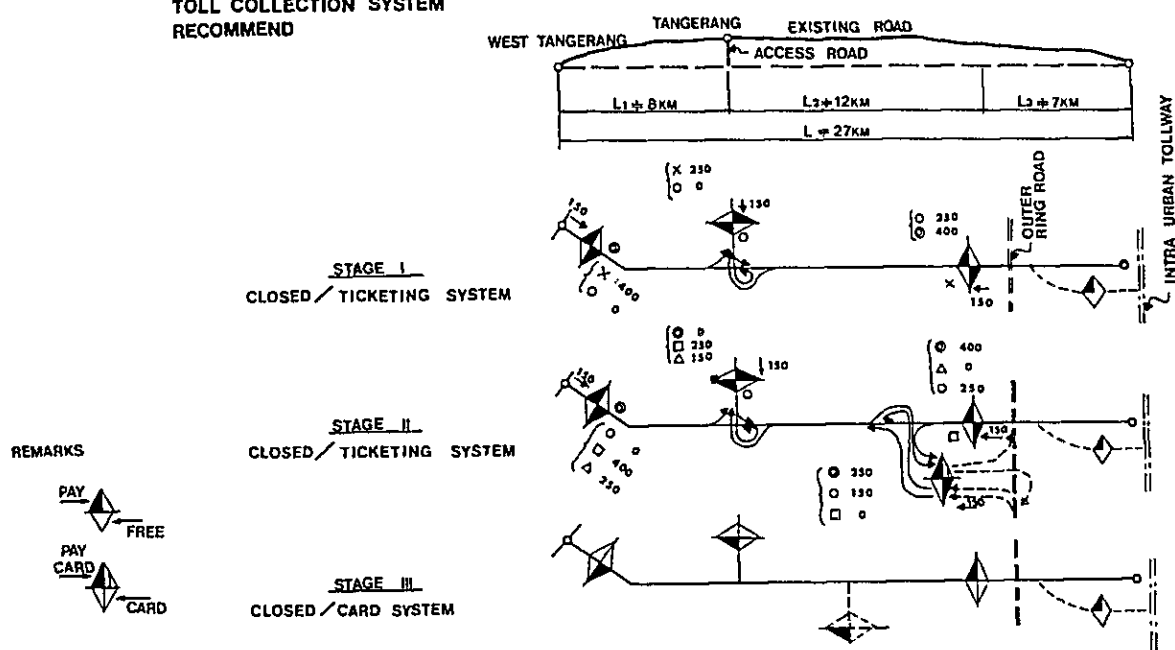 TOLL COLLECTION SYSTEM
RECOMMEND
TANGERANG
EXISTING ROAD
WEST TANGERANG
ACCESS ROAD
L1 ≑ 8KM
L2 ≑ 12KM
L3 ≑ 7KM
L ≑ 27KM
INTRA URBAN TOLLWAY
OUTER
RING ROAD
X 250
O 0
150
150
O 250
◎ 400
◎
O
STAGE I
CLOSED / TICKETING SYSTEM
X 400
O 0
X
150
◎ 0
□ 250
△ 150
150
150
◎ 400
△ 0
O 250
◎
O
STAGE II
CLOSED / TICKETING SYSTEM
O 0
□ 400
△ 250
□
150
◎ 250
O 150
□ 0
150
REMARKS
PAY
FREE
PAY
CARD
CARD
STAGE III
CLOSED / CARD SYSTEM